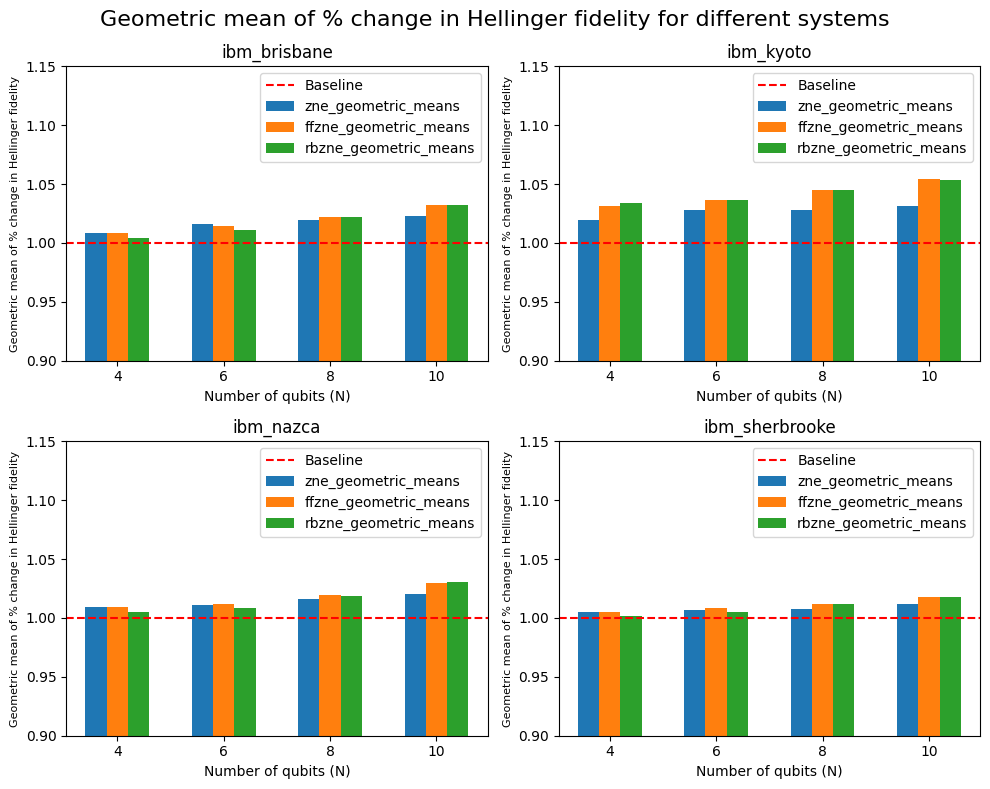 Geometric mean of % change in Hellinger fidelity for different systems
ibm_brisbane
Geometric mean of % change in Hellinger fidelity
1.15
1.10
1.05
1.00
0.95
0.90
Baseline
zne_geometric_means
ffzne_geometric_means
rbzne_geometric_means
4 6 8 10
Number of qubits (N)
ibm_kyoto
Geometric mean of % change in Hellinger fidelity
1.15
1.10
1.05
1.00
0.95
0.90
Baseline
zne_geometric_means
ffzne_geometric_means
rbzne_geometric_means
4 6 8 10
Number of qubits (N)
ibm_nazca
Geometric mean of % change in Hellinger fidelity
1.15
1.10
1.05
1.00
0.95
0.90
Baseline
zne_geometric_means
ffzne_geometric_means
rbzne_geometric_means
4 6 8 10
Number of qubits (N)
ibm_sherbrooke
Geometric mean of % change in Hellinger fidelity
1.15
1.10
1.05
1.00
0.95
0.90
Baseline
zne_geometric_means
ffzne_geometric_means
rbzne_geometric_means
4 6 8 10
Number of qubits (N)